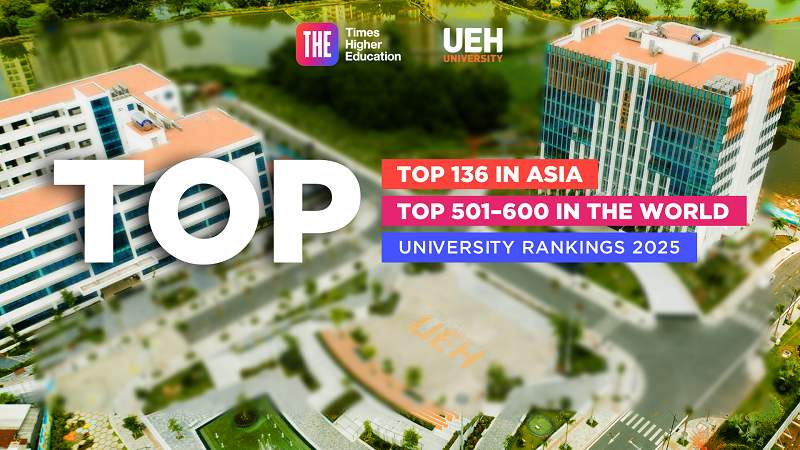 THE
Times
Higher
Education
UEH
UNIVERSITY
TOP
TOP 136 IN ASIA
TOP 501–600 IN THE WORLD
UNIVERSITY RANKINGS 2025
UEH